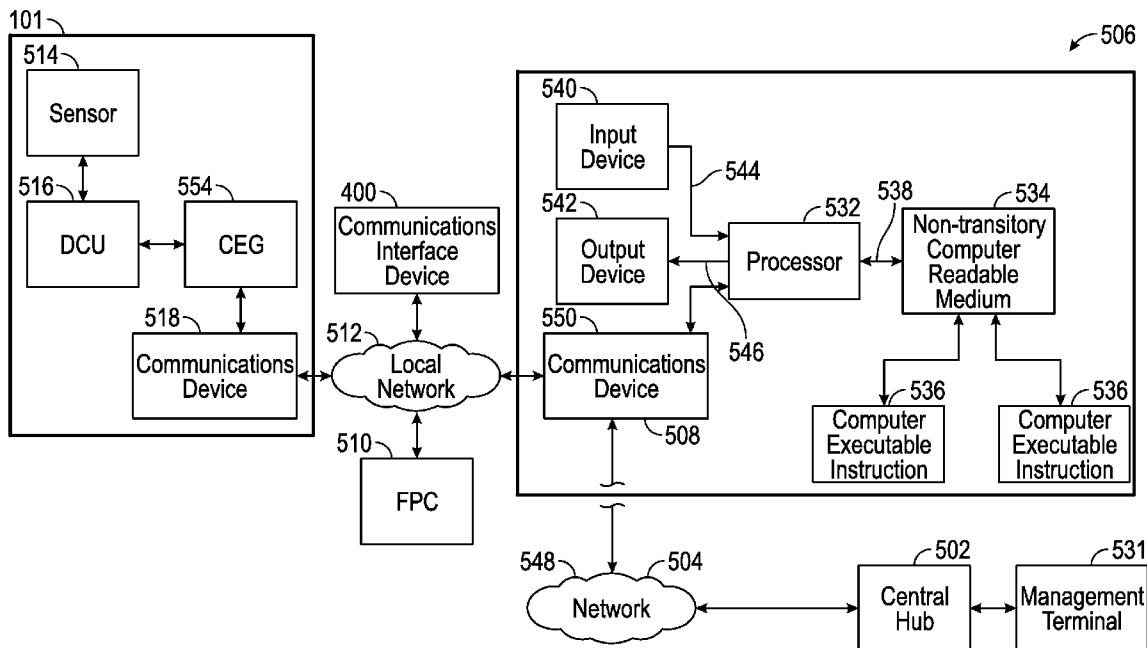 101
514
Sensor
516
DCU
554
CEG
518
Communications
Device
400
Communications
Interface
Device
512
Local
Network
510
FPC
506
540
Input
Device
544
542
Output
Device
546
532
Processor
538
534
Non-transitory
Computer
Readable
Medium
550
Communications
Device
508
536
Computer
Executable
Instruction
536
Computer
Executable
Instruction
548
504
Network
502
Central
Hub
531
Management
Terminal